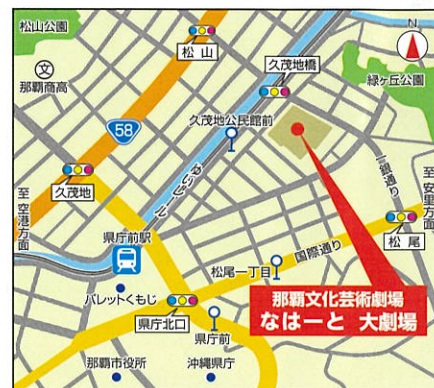 松山公園
文
那覇商高
松山
久茂地橋
N
緑ヶ丘公園
58
久茂地公民館前
久茂地
ゆいレール
一銀通り
至空港方面
至安里方面
県庁前駅
国際通り
松尾
松尾一丁目
パレットくもじ
県庁北口
県庁前
那覇文化芸術劇場
なはーと 大劇場
那覇市役所
沖縄県庁